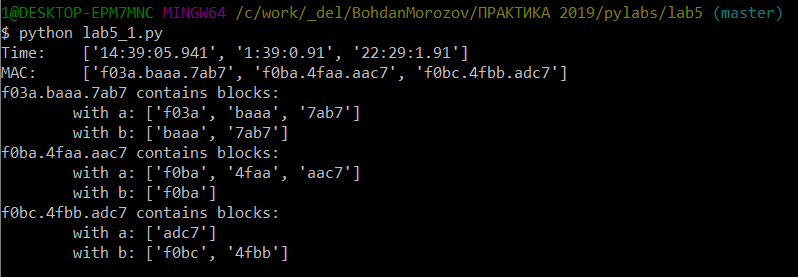 1@DESKTOP-EPM7MNC MINGW64 /c/work/_del/BohdanMorozov/ПРАКТИКА 2019/pylabs/lab5 (master)
$ python lab5_1.py
Time:    ['14:39:05.941', '1:39:0.91', '22:29:1.91']
MAC:     ['f03a.baaa.7ab7', 'f0ba.4faa.aac7', 'f0bc.4fbb.adc7']
f03a.baaa.7ab7 contains blocks:
        with a: ['f03a', 'baaa', '7ab7']
        with b: ['baaa', '7ab7']
f0ba.4faa.aac7 contains blocks:
        with a: ['f0ba', '4faa', 'aac7']
        with b: ['f0ba']
f0bc.4fbb.adc7 contains blocks:
        with a: ['adc7']
        with b: ['f0bc', '4fbb']